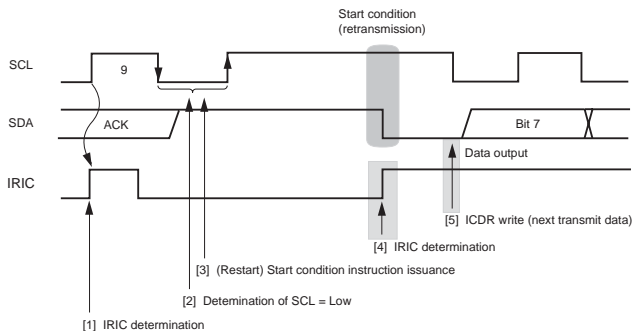 Start condition
(retransmission)
SCL
9
SDA
ACK
Bit 7
Data output
IRIC
[5] ICDR write (next transmit data)
[4] IRIC determination
[3] (Restart) Start condition instruction issuance
[2] Detemination of SCL = Low
[1] IRIC determination